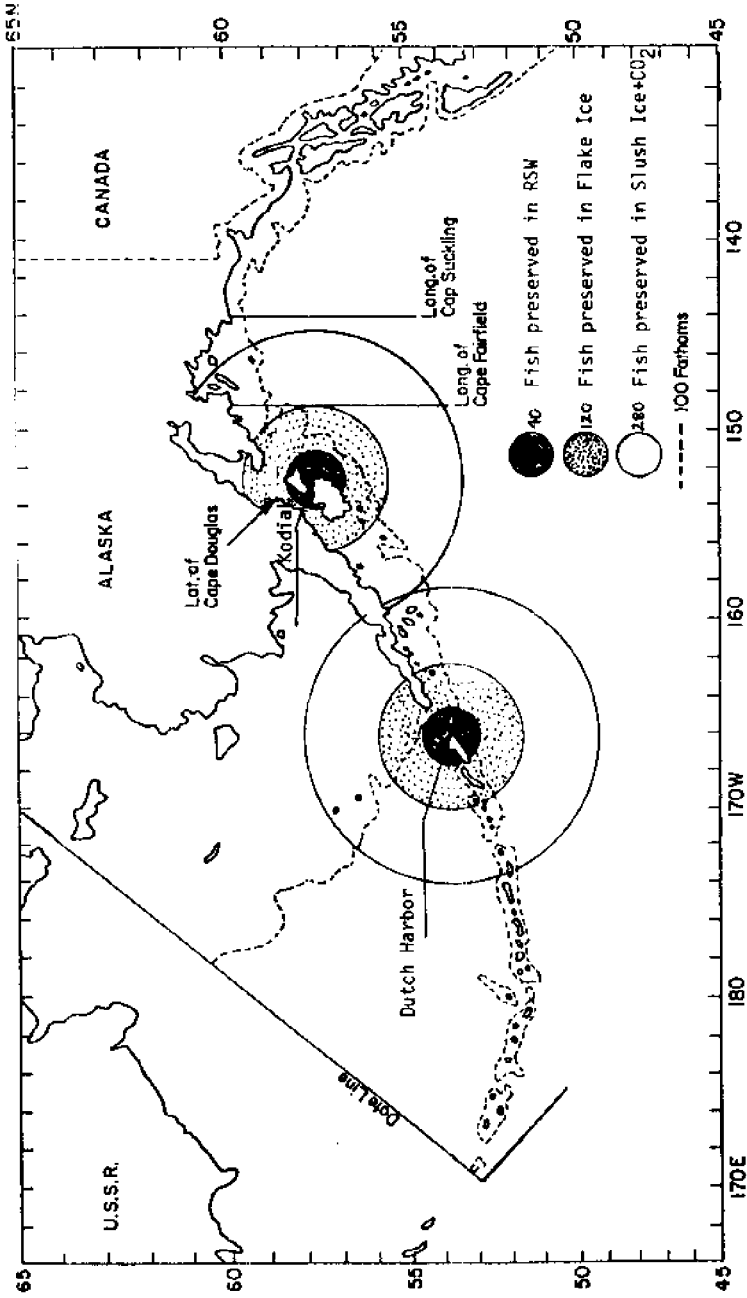 65N
60
55
50
45
CANADA
ALASKA
U.S.S.R.
Long. of
Cap Suckling
Long. of
Cape Fairfield
Lat. of
Cape Douglas
Kodiak
Dutch Harbor
Date Line
40 Fish preserved in RSW
120 Fish preserved in Flake Ice
280 Fish preserved in Slush Ice+CO2
100 Fathoms
140
150
160
170W
180
170E
65
60
55
50
45